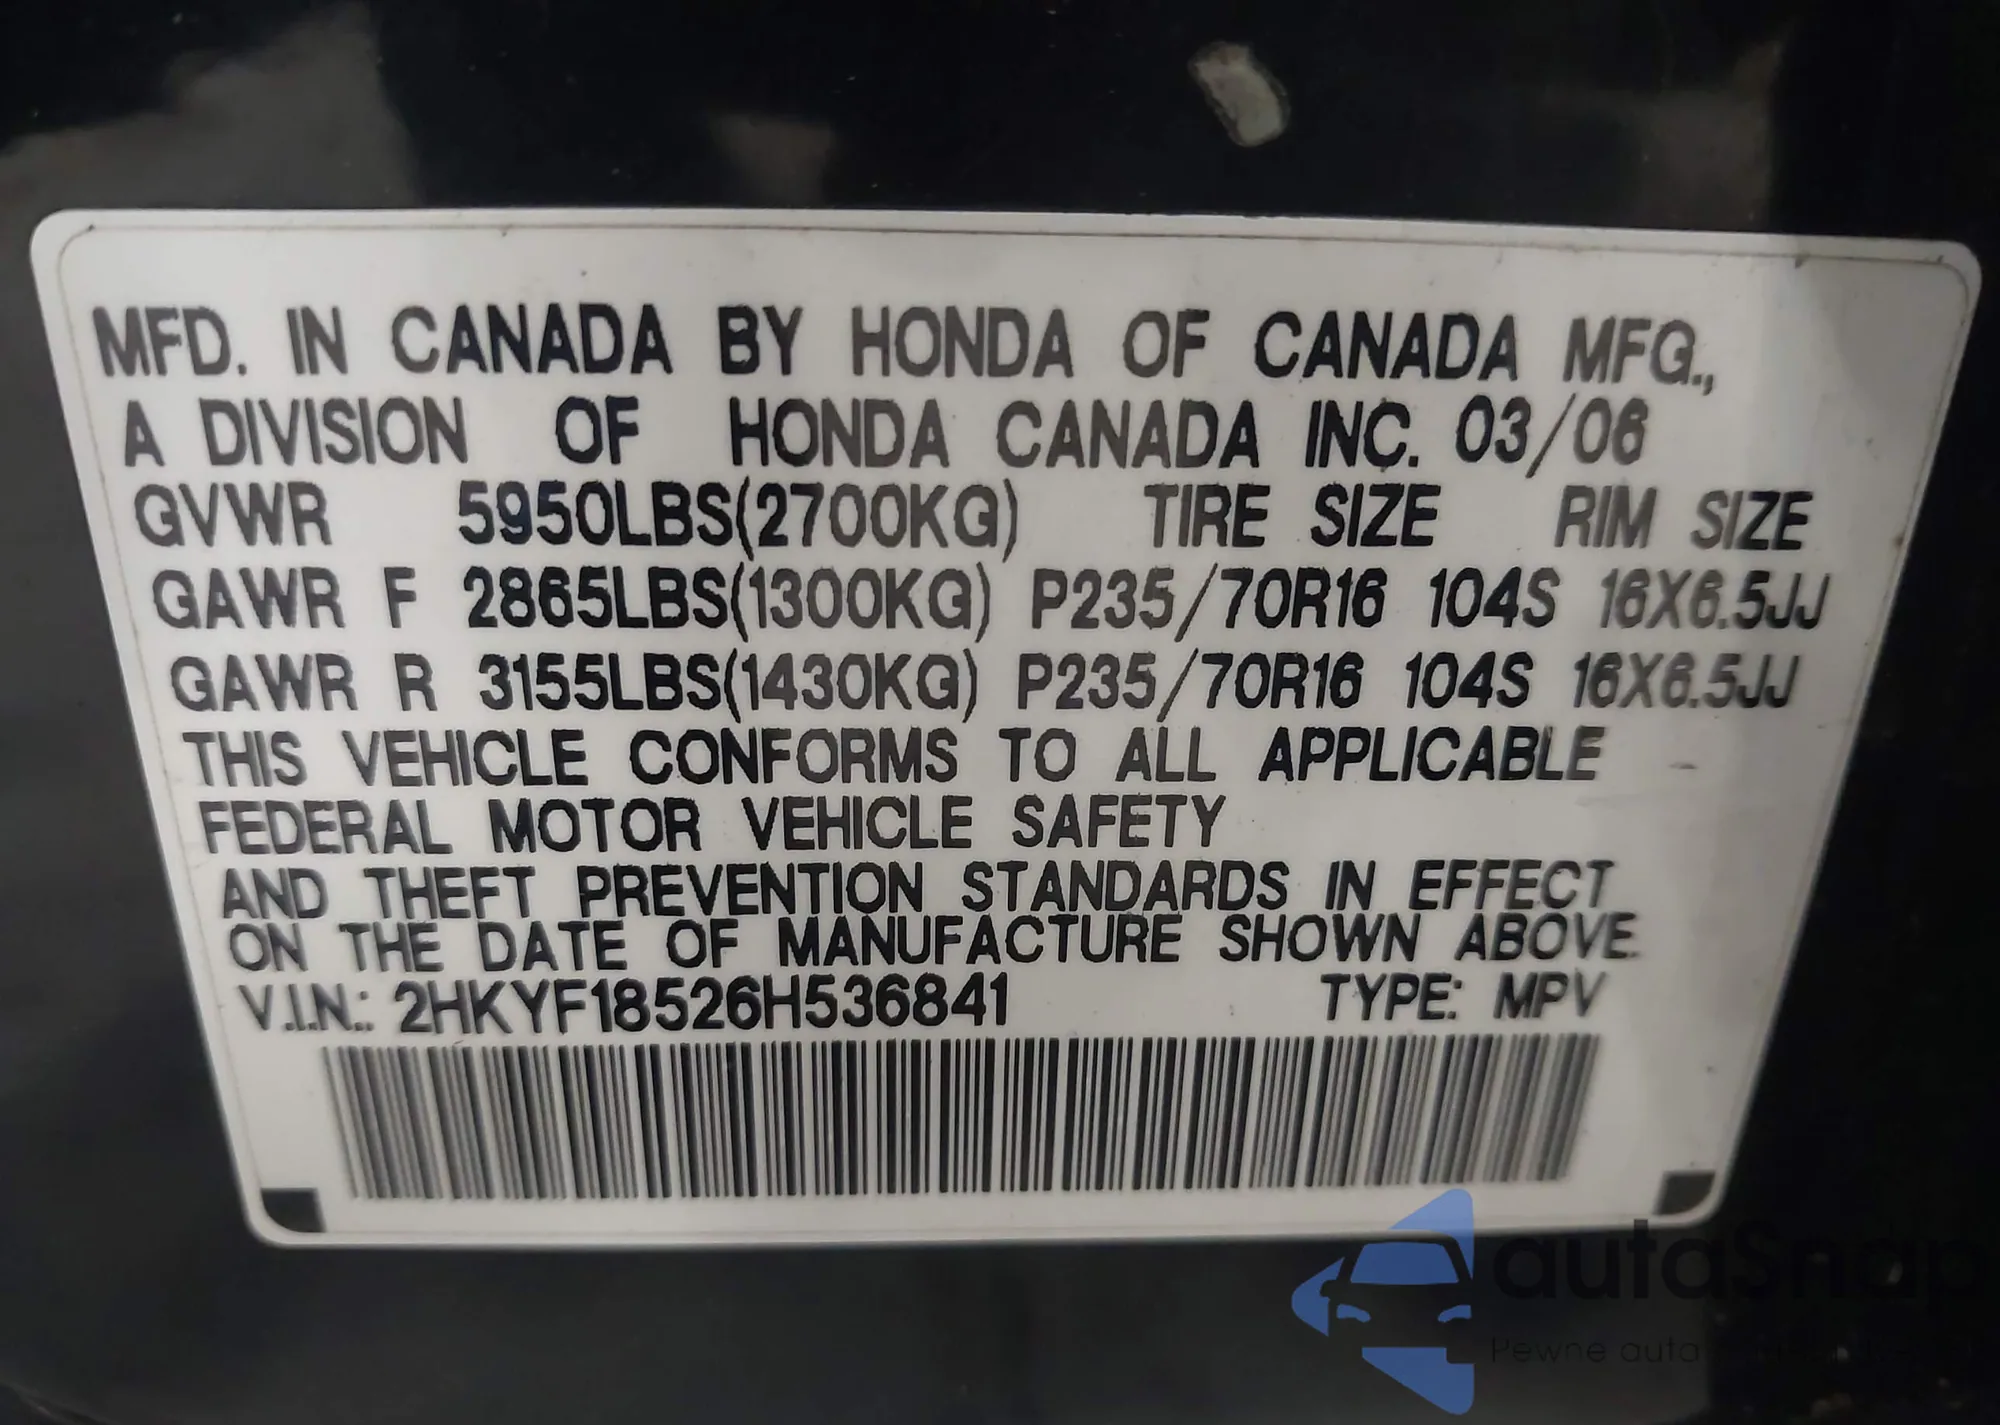 MFD. IN CANADA BY HONDA OF CANADA MFG.,
A DIVISION OF HONDA CANADA INC. 03/06
GVWR 5950LBS(2700KG) TIRE SIZE RIM SIZE
GAWR F 2865LBS(1300KG) P235/70R16 104S 16X6.5JJ
GAWR R 3155LBS(1430KG) P235/70R16 104S 16X6.5JJ
THIS VEHICLE CONFORMS TO ALL APPLICABLE
FEDERAL MOTOR VEHICLE SAFETY
AND THEFT PREVENTION STANDARDS IN EFFECT
ON THE DATE OF MANUFACTURE SHOWN ABOVE.
V.I.N.: 2HKYF18526H536841 TYPE: MPV
autaSnap
Pewne auta